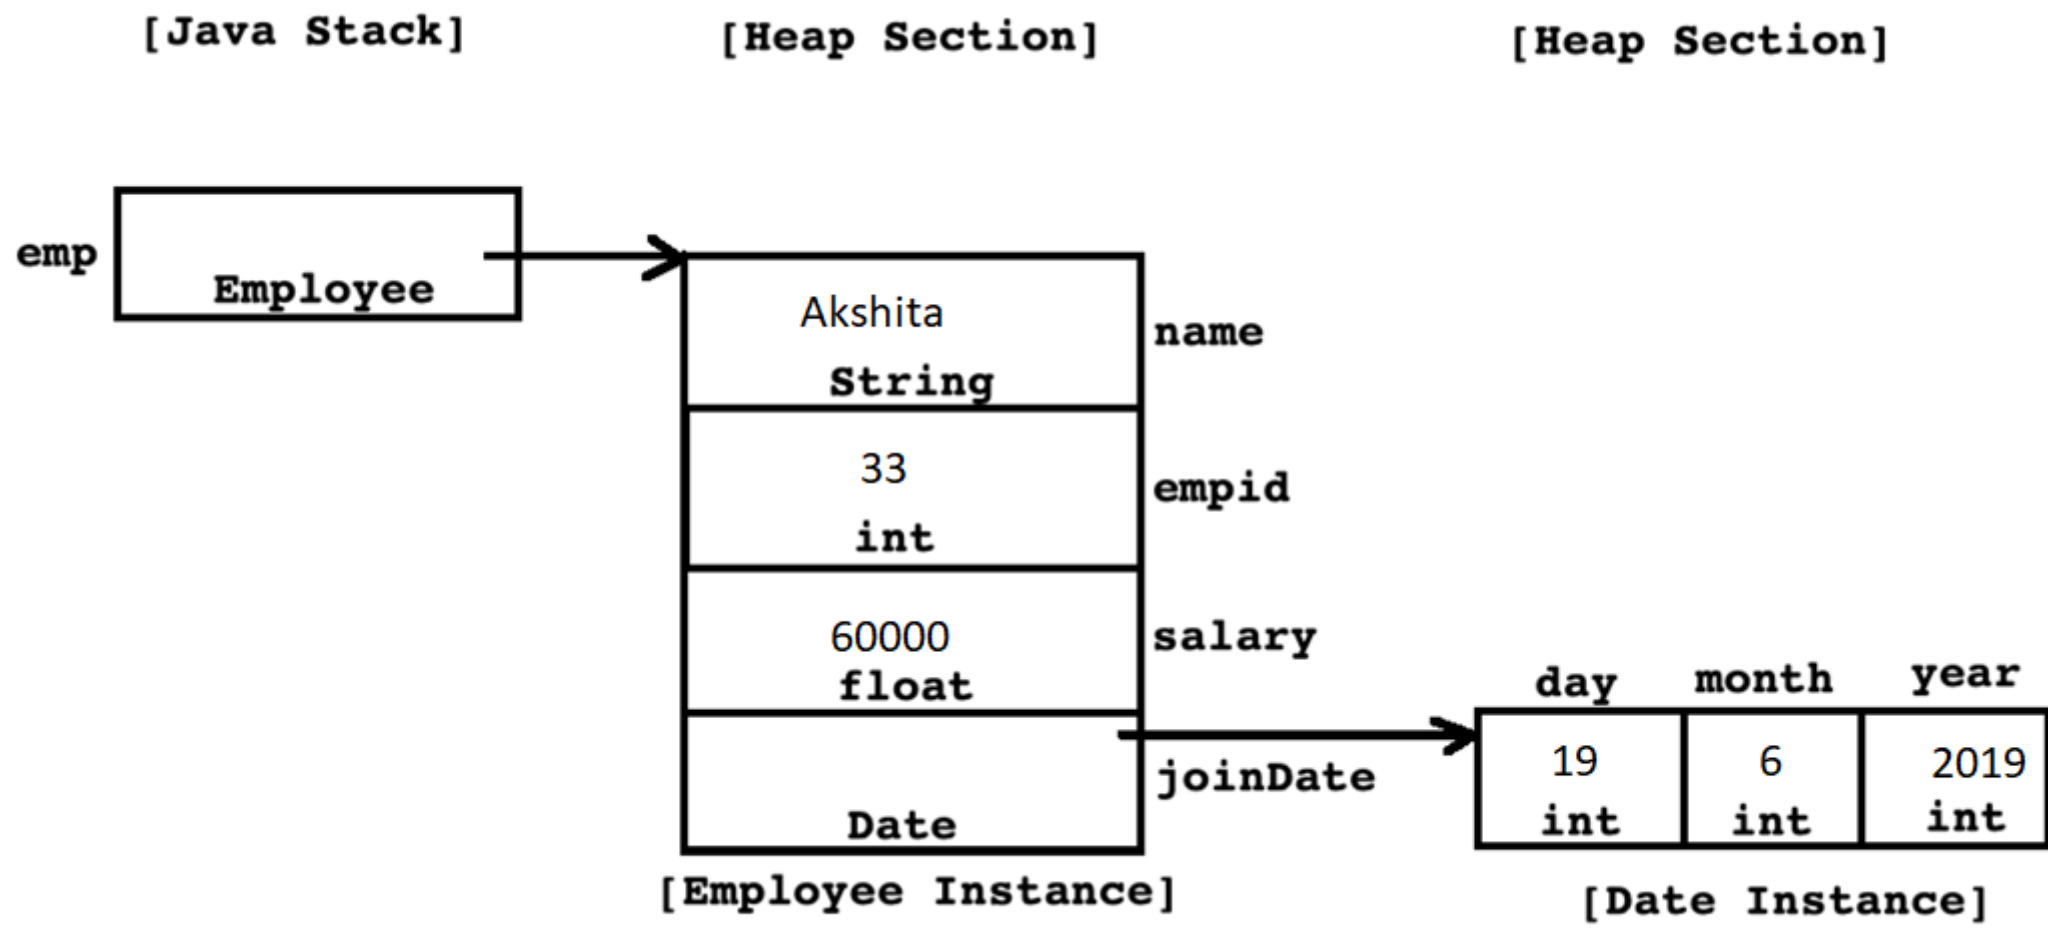 [Java Stack]
[Heap Section]
[Heap Section]
emp
Employee
Akshita
String
name
33
int
empid
60000
float
salary
Date
joinDate
day
month
year
19
6
2019
int
int
int
[Employee Instance]
[Date Instance]